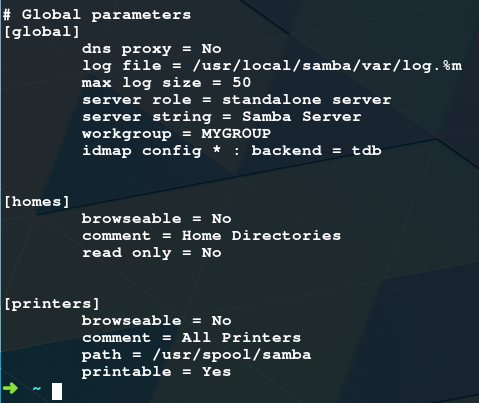 # Global parameters
[global]
        dns proxy = No
        log file = /usr/local/samba/var/log.%m
        max log size = 50
        server role = standalone server
        server string = Samba Server
        workgroup = MYGROUP
        idmap config * : backend = tdb
[homes]
        browseable = No
        comment = Home Directories
        read only = No
[printers]
        browseable = No
        comment = All Printers
        path = /usr/spool/samba
        printable = Yes
➜ ~